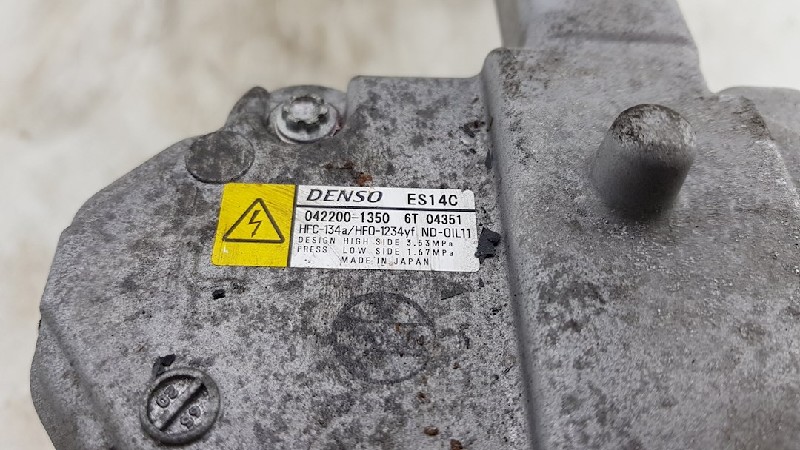 DENSO ES14C
042200-1350 6T 04351
HFC-134a/HFO-1234yf ND-OIL11
DESIGN HIGH SIDE 3.53MPa
PRESS. LOW SIDE 1.67MPa
MADE IN JAPAN